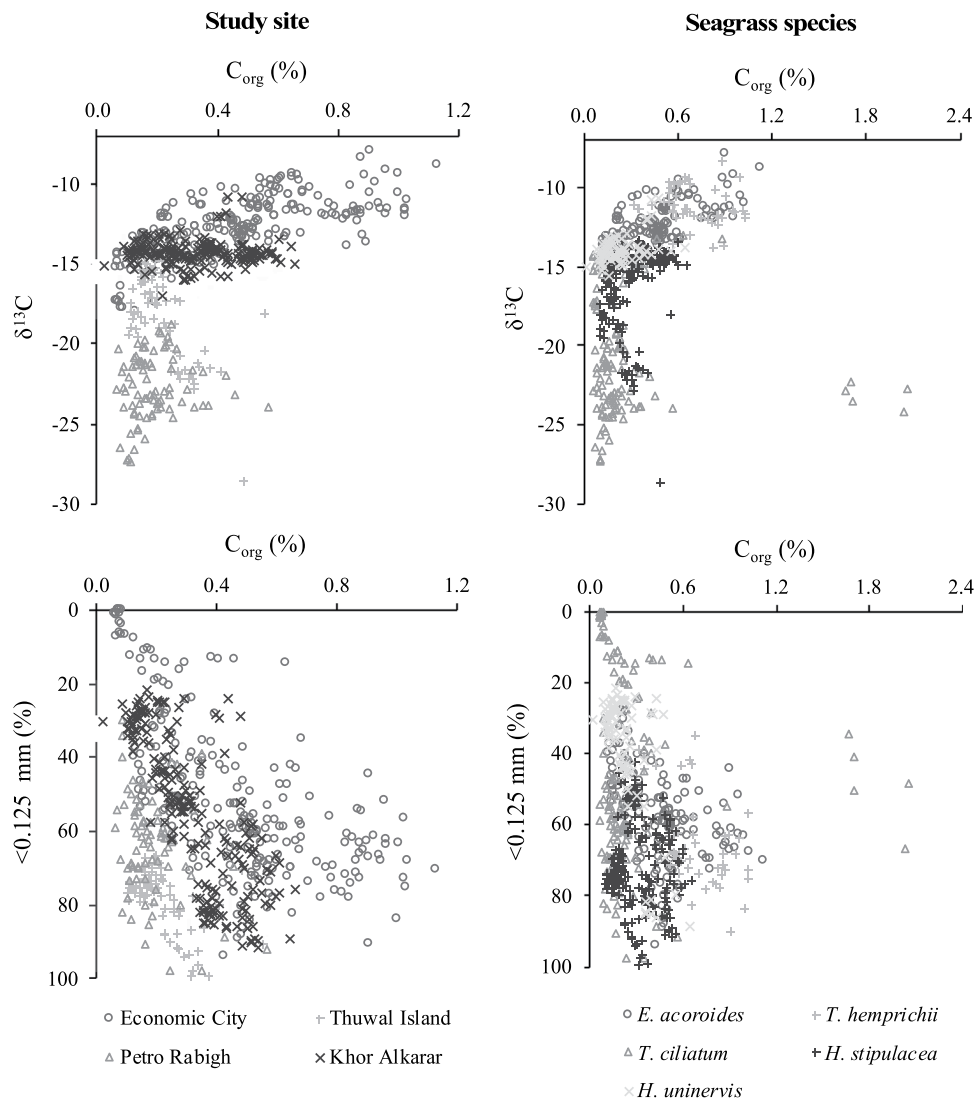 Study site
C_org (%)
0.0 0.4 0.8 1.2
-10
-15
-20
-25
-30
δ¹³C
Seagrass species
C_org (%)
0.0 0.6 1.2 1.8 2.4
-10
-15
-20
-25
-30
δ¹³C
C_org (%)
0.0 0.4 0.8 1.2
0
20
40
60
80
100
<0.125 mm (%)
Economic City Thuwal Island
Petro Rabigh Khor Alkarar
C_org (%)
0.0 0.6 1.2 1.8 2.4
0
20
40
60
80
100
<0.125 mm (%)
E. acoroides T. hemprichii
T. ciliatum H. stipulacea
H. uninervis